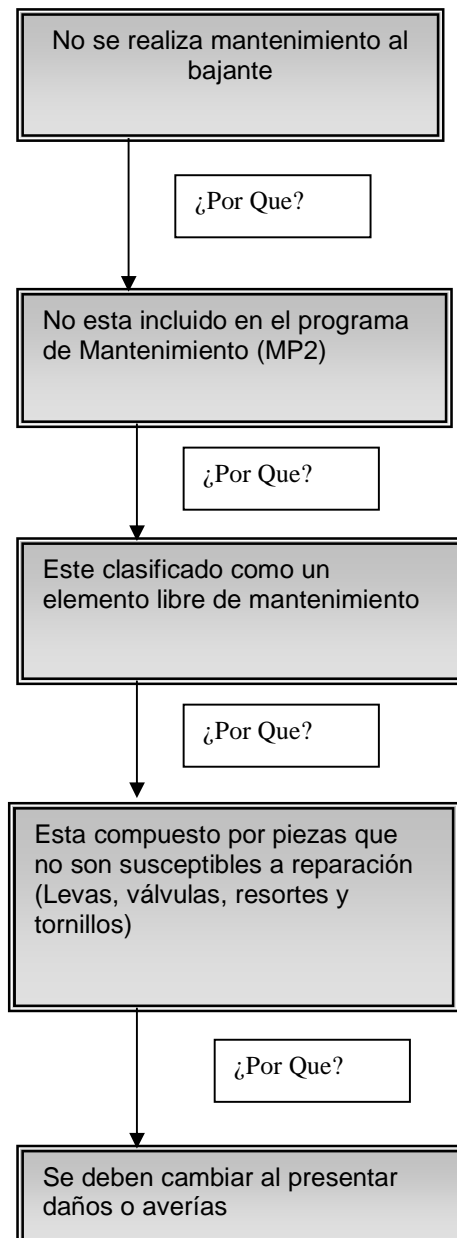 No se realiza mantenimiento al
bajante
¿Por Que?
No esta incluido en el programa
de Mantenimiento (MP2)
¿Por Que?
Este clasificado como un
elemento libre de mantenimiento
¿Por Que?
Esta compuesto por piezas que
no son susceptibles a reparación
(Levas, válvulas, resortes y
tornillos)
¿Por Que?
Se deben cambiar al presentar
daños o averías